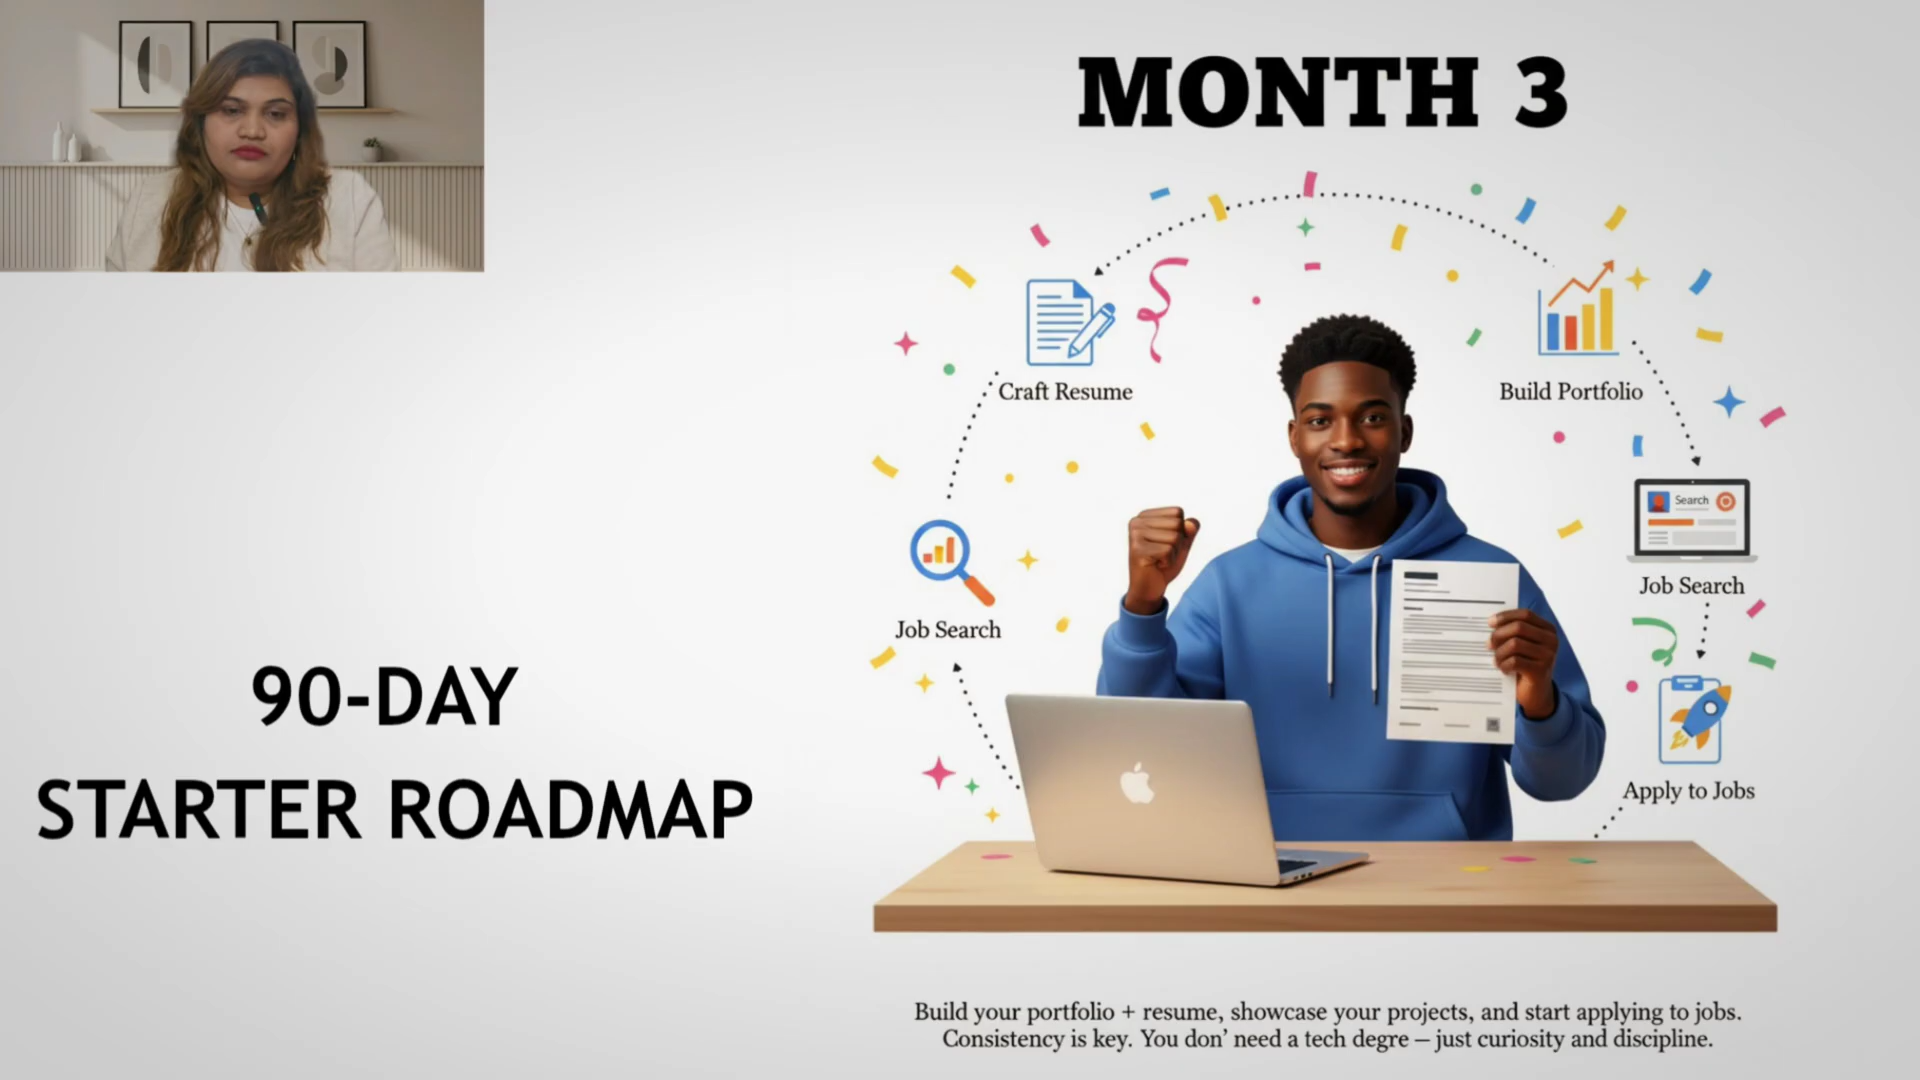 MONTH 3
Craft Resume
Build Portfolio
Search
Job Search
Job Search
Apply to Jobs
90-DAY
STARTER ROADMAP
Build your portfolio + resume, showcase your projects, and start applying to jobs.
Consistency is key. You don’ need a tech degre – just curiosity and discipline.